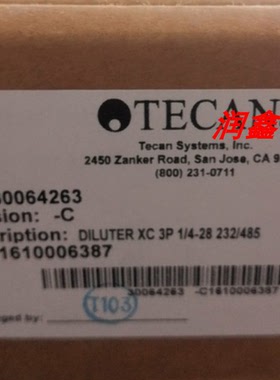 TECAN
润鑫
Tecan Systems, Inc.
2450 Zanker Road, San Jose, CA 9
(800) 231-0711
0064263
sion: -C
ription: DILUTER XC 3P 1/4-28 232/485
C1610006387
T103
30064263 -C1610006387
ged by: